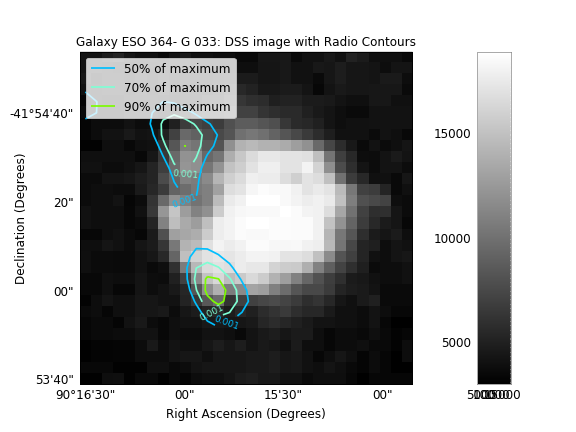 Galaxy ESO 364- G 033: DSS image with Radio Contours
50% of maximum
70% of maximum
90% of maximum
0.001
0.001
0.001
0.001
-41°54'40"
20"
00"
53'40"
Declination (Degrees)
90°16'30"
00"
15'30"
00"
Right Ascension (Degrees)
15000
10000
5000